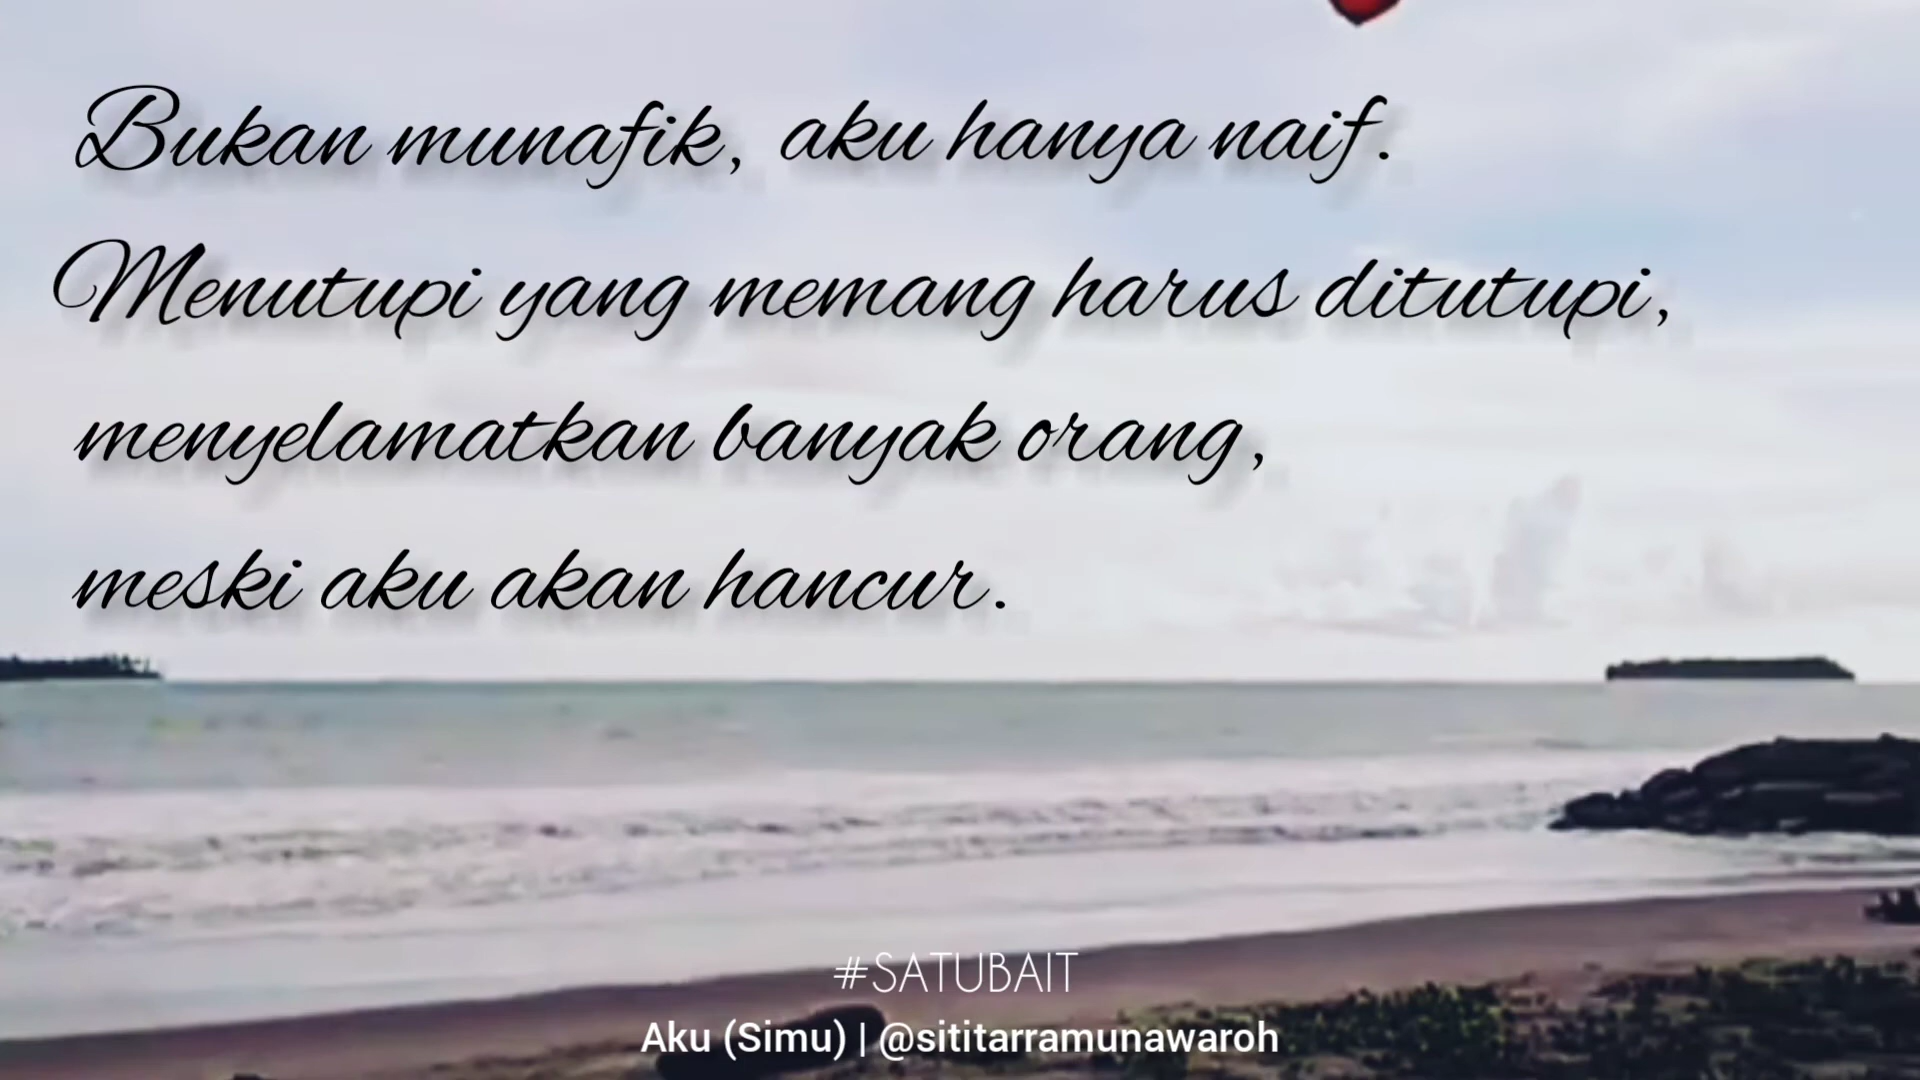 Bukan munafik, aku hanya naif.
Menutupi yang memang harus ditutupi,
menyelamatkan banyak orang,
meski aku akan hancur.
#SATUBAIT
Aku (Simu) | @sititarramunawaroh